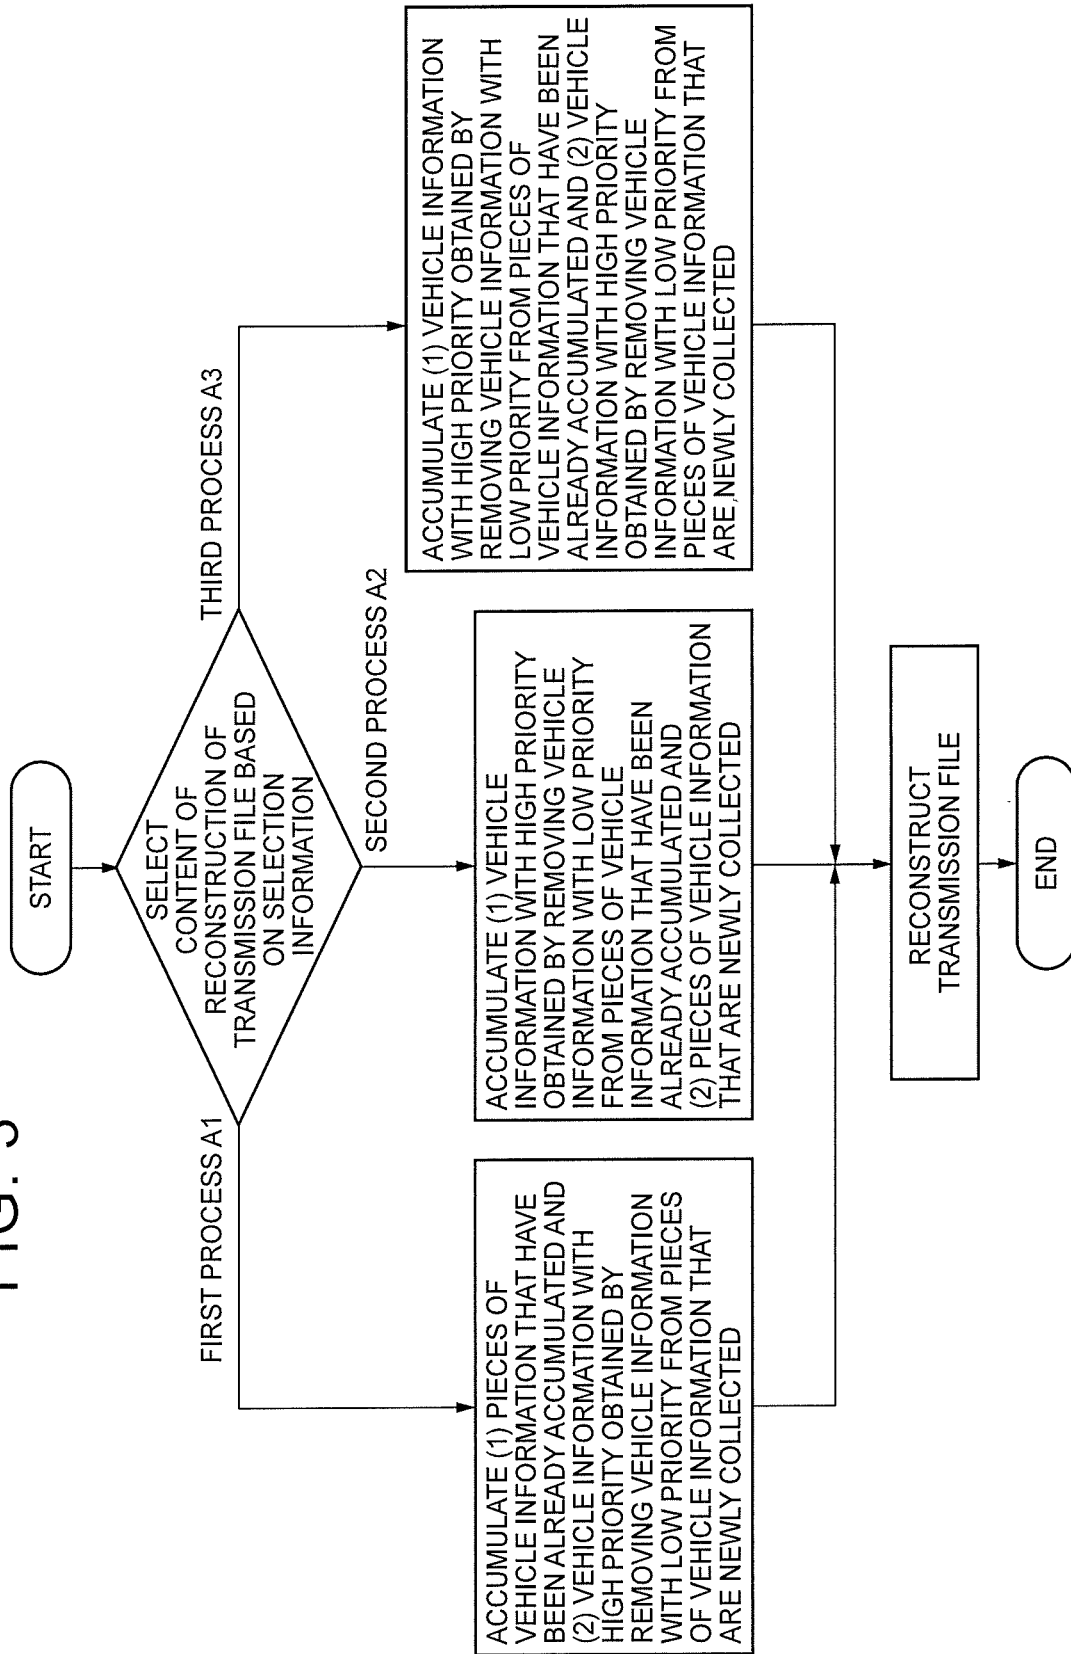 FIG. 3
START
SELECT
CONTENT OF
RECONSTRUCTION OF
TRANSMISSION FILE BASED
ON SELECTION
INFORMATION
FIRST PROCESS A1
SECOND PROCESS A2
THIRD PROCESS A3
ACCUMULATE (1) PIECES OF
VEHICLE INFORMATION THAT HAVE
BEEN ALREADY ACCUMULATED AND
(2) VEHICLE INFORMATION WITH
HIGH PRIORITY OBTAINED BY
REMOVING VEHICLE INFORMATION
WITH LOW PRIORITY FROM PIECES
OF VEHICLE INFORMATION THAT
ARE NEWLY COLLECTED
ACCUMULATE (1) VEHICLE
INFORMATION WITH HIGH PRIORITY
OBTAINED BY REMOVING VEHICLE
INFORMATION WITH LOW PRIORITY
FROM PIECES OF VEHICLE
INFORMATION THAT HAVE BEEN
ALREADY ACCUMULATED AND
(2) PIECES OF VEHICLE INFORMATION
THAT ARE NEWLY COLLECTED
ACCUMULATE (1) VEHICLE INFORMATION
WITH HIGH PRIORITY OBTAINED BY
REMOVING VEHICLE INFORMATION WITH
LOW PRIORITY FROM PIECES OF
VEHICLE INFORMATION THAT HAVE BEEN
ALREADY ACCUMULATED AND (2) VEHICLE
INFORMATION WITH HIGH PRIORITY
OBTAINED BY REMOVING VEHICLE
INFORMATION WITH LOW PRIORITY FROM
PIECES OF VEHICLE INFORMATION THAT
ARE NEWLY COLLECTED
RECONSTRUCT
TRANSMISSION FILE
END